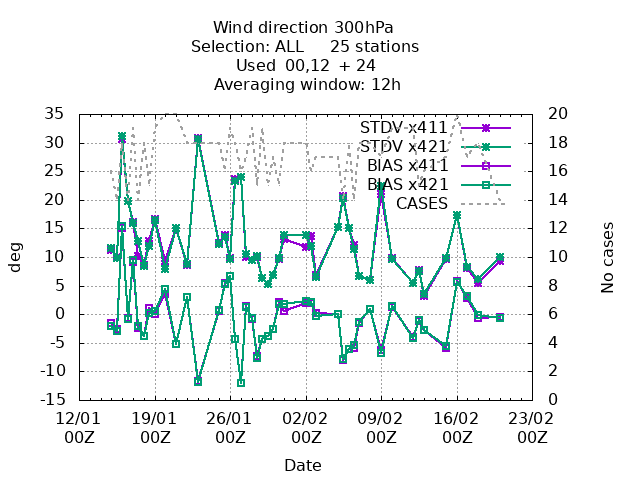 Wind direction 300hPa
Selection: ALL     25 stations
Used  00,12  + 24
Averaging window: 12h
35
30
25
20
15
10
5
0
-5
-10
-15
deg
20
18
16
14
12
10
8
6
4
2
0
No cases
STDV x411
STDV x421
BIAS x411
BIAS x421
CASES
12/01 19/01 26/01 02/02 09/02 16/02 23/02
00Z 00Z 00Z 00Z 00Z 00Z 00Z
Date